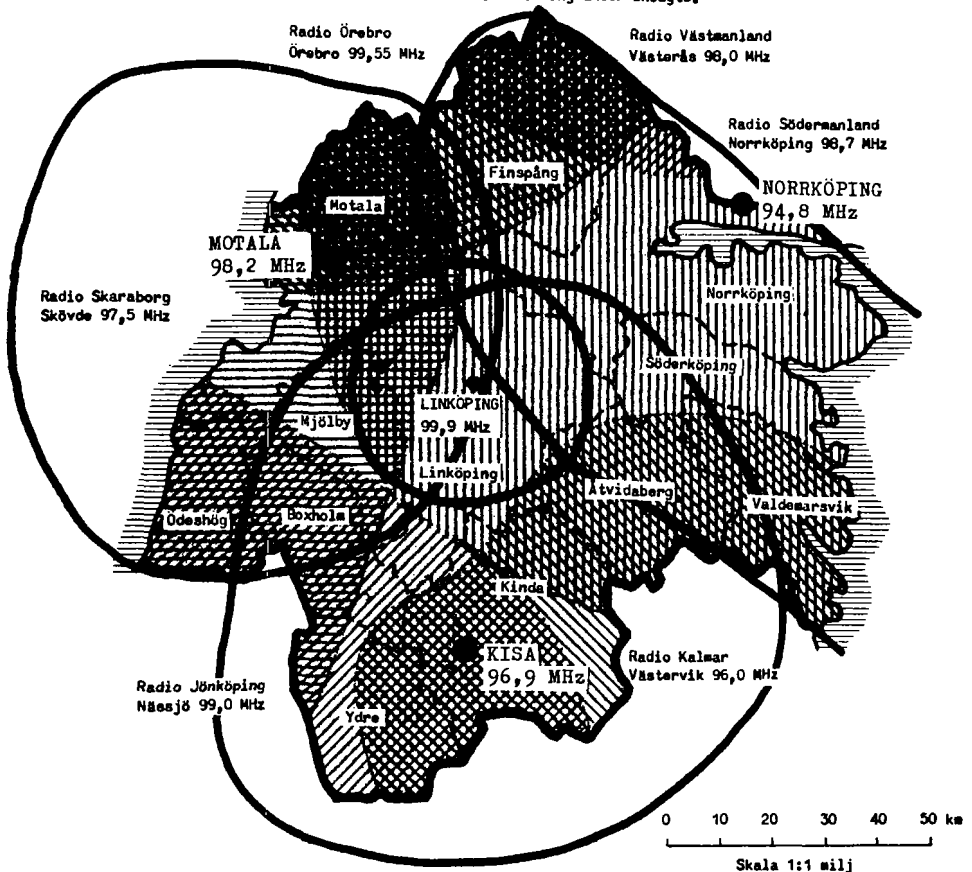 Radio Örebro
Örebro 99,55 MHz
Radio Västmanland
Västerås 98,0 MHz
Radio Södermanland
Norrköping 98,7 MHz
Finspång
Motala
NORRKÖPING
94,8 MHz
MOTALA
98,2 MHz
Radio Skaraborg
Skövde 97,5 MHz
Norrköping
Söderköping
LINKÖPING
99,9 MHz
Mjölby
Linköping
Åtvidaberg
Valdemarsvik
Ödeshög
Boxholm
Kinda
KISA
96,9 MHz
Radio Kalmar
Västervik 96,0 MHz
Radio Jönköping
Nässjö 99,0 MHz
Ydre
0 10 20 30 40 50 km
Skala 1:1 milj